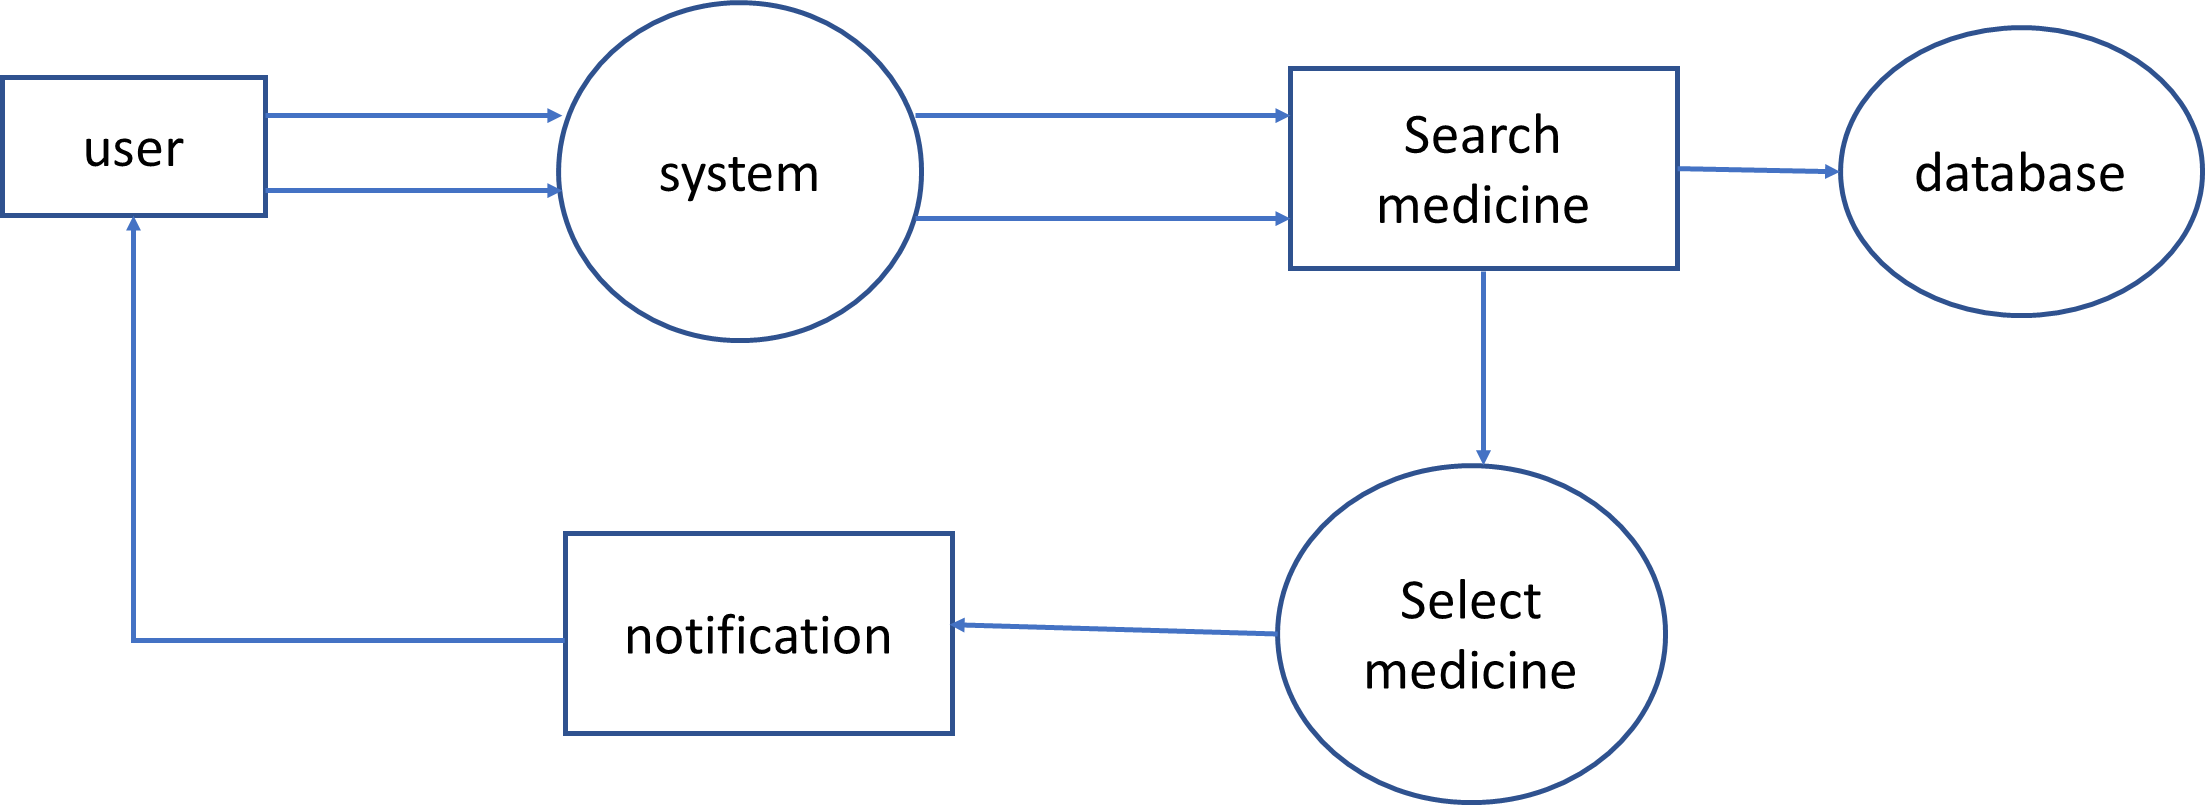 user
system
Search
medicine
database
notification
Select
medicine